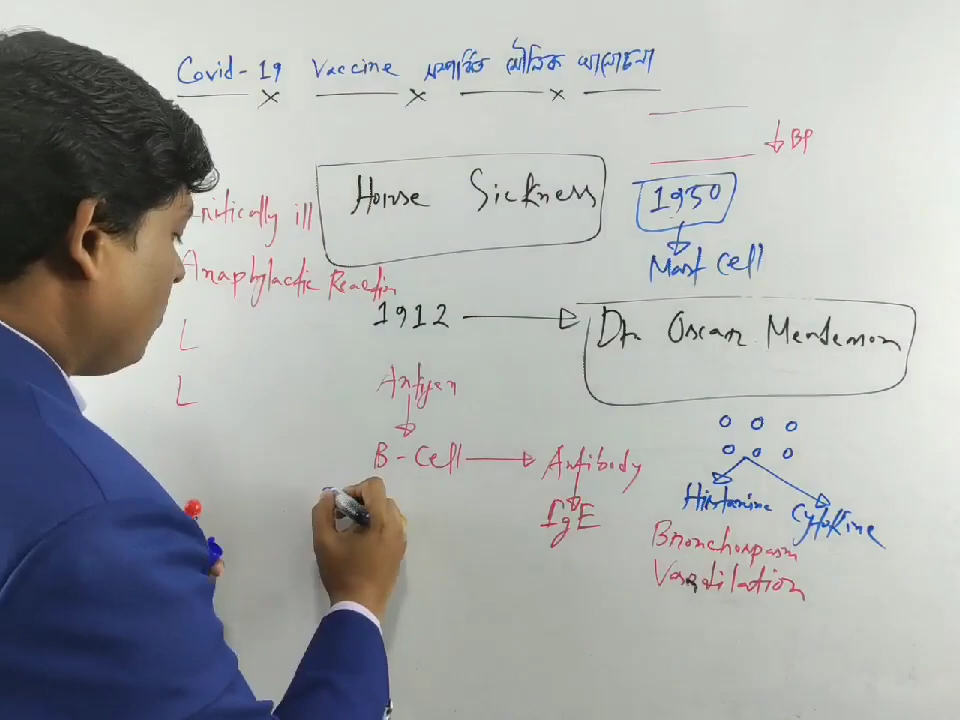 Covid-19 Vaccine সম্পর্কিত মৌলিক আলোচনা
↓ BP
Horse Sickness
1950
Mast Cell
ritically ill
Anaphylactic Reaction
1912 → Dr Oscar
L
L
Antigen
B-Cell → Antibody
IgE
Histamine Cytokine
Bronchospasm
Vasodilation